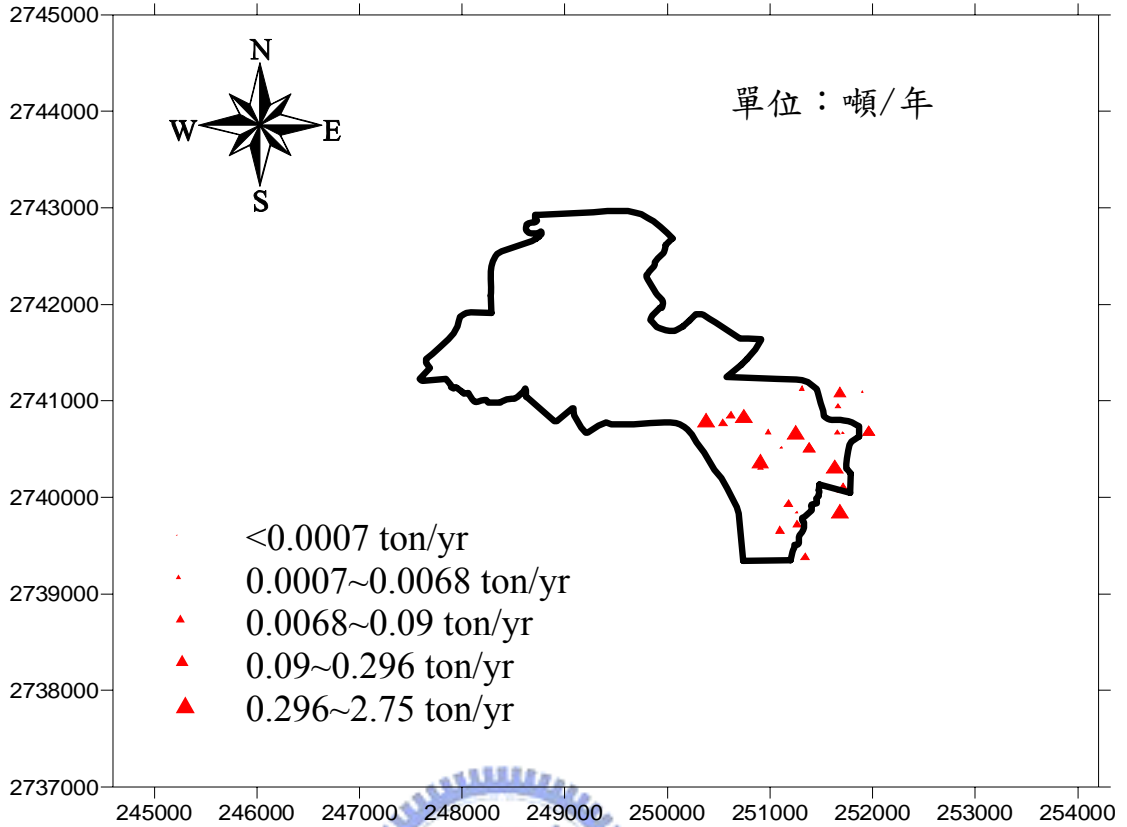 2745000
N
單位：噸/年
2744000
W
E
S
2743000
2742000
2741000
2740000
<0.0007 ton/yr
0.0007~0.0068 ton/yr
2739000
0.0068~0.09 ton/yr
0.09~0.296 ton/yr
2738000
0.296~2.75 ton/yr
2737000
245000 246000 247000 248000 249000 250000 251000 252000 253000 254000